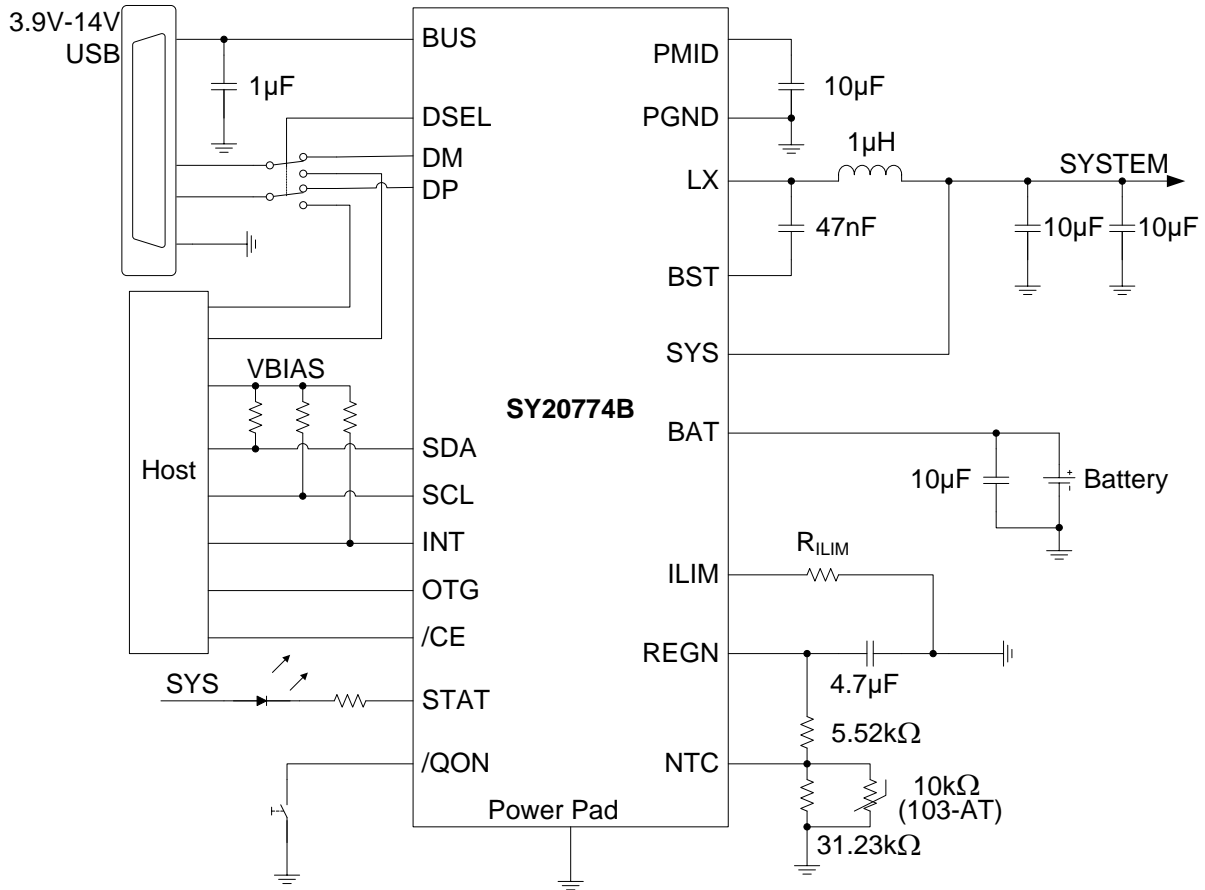 3.9V-14V
USB
1µF
BUS
DSEL
DM
DP
PMID
10µF
PGND
1µH
LX
SYSTEM
47nF
10µF
10µF
BST
SYS
VBIAS
SY20774B
Host
SDA
SCL
INT
OTG
/CE
BAT
10µF
+
-
Battery
RILIM
ILIM
REGN
4.7µF
SYS
STAT
5.52kΩ
/QON
NTC
10kΩ
(103-AT)
31.23kΩ
Power Pad